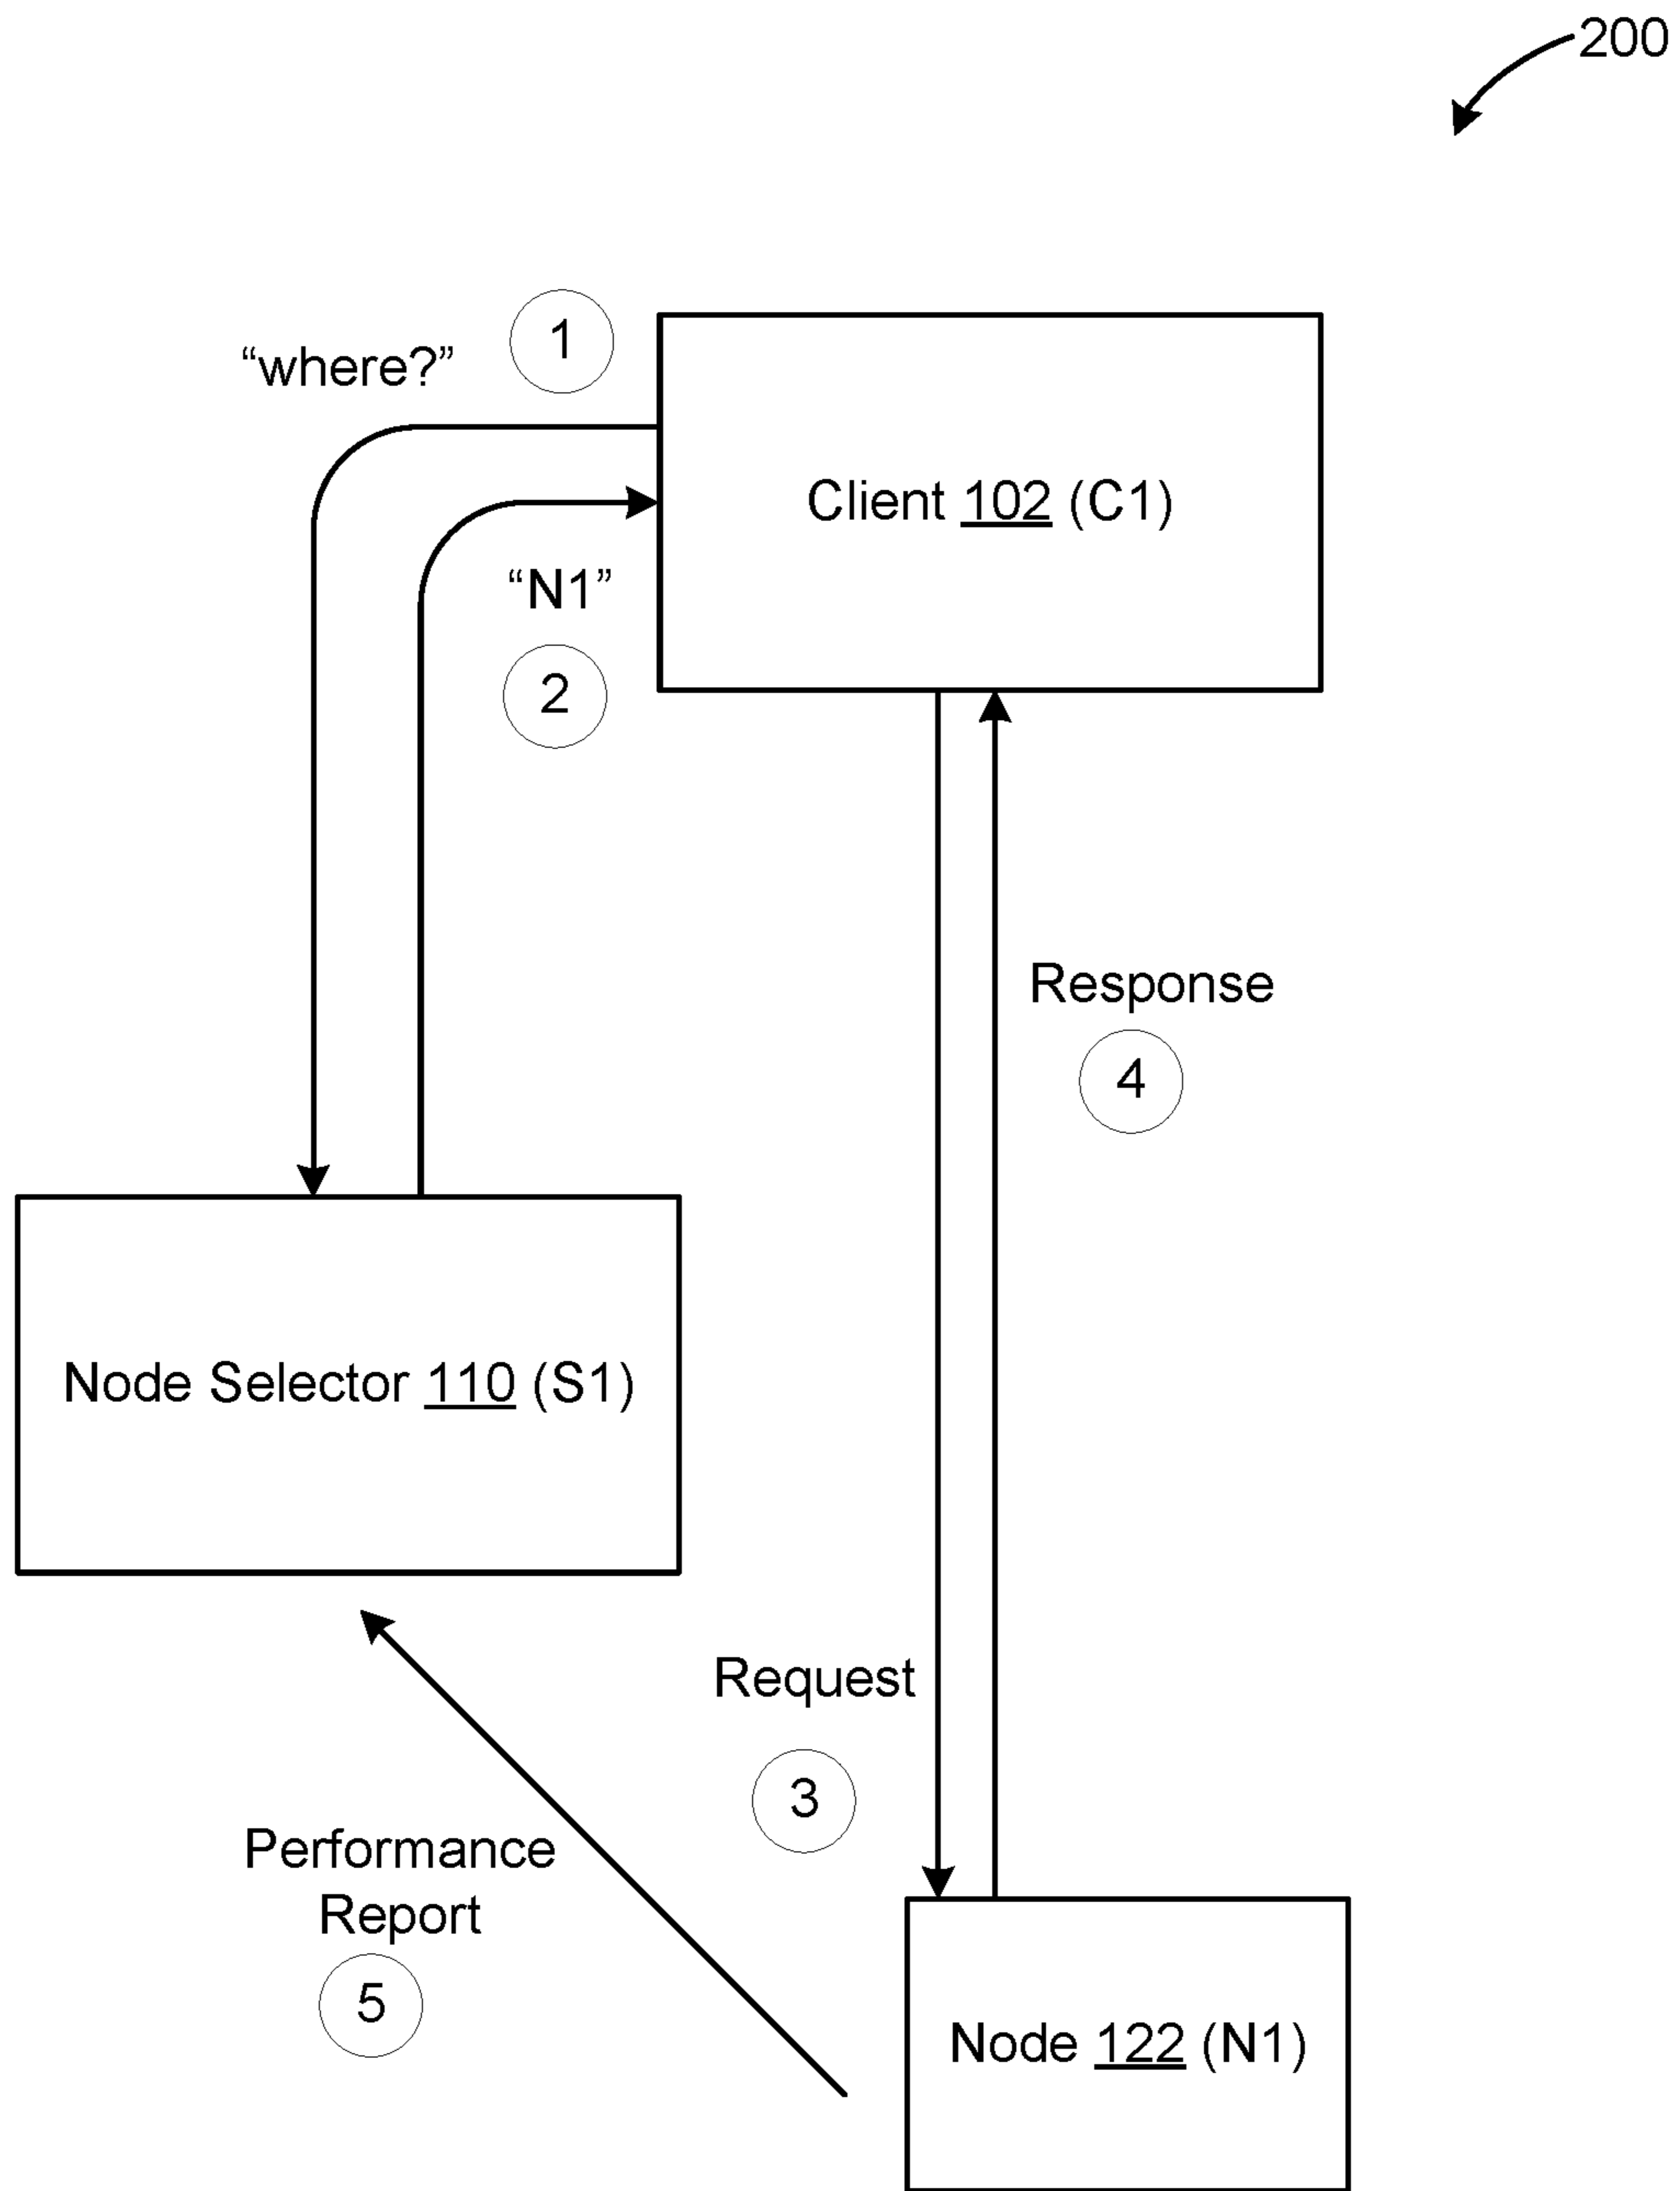 200
1
“where?”
Client 102 (C1)
“N1”
2
Response
4
Node Selector 110 (S1)
Request
3
Performance
Report
5
Node 122 (N1)